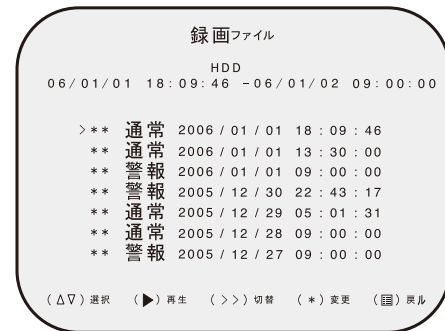 録画ファイル
HDD
06/01/01 18:09:46 -06/01/02 09:00:00
>** 通常 2006/01/01 18:09:46
** 通常 2006/01/01 13:30:00
** 警報 2006/01/01 09:00:00
** 警報 2005/12/30 22:43:17
** 通常 2005/12/29 05:01:31
** 通常 2005/12/28 09:00:00
** 警報 2005/12/27 09:00:00
(△▽)選択 (▶)再生 (>>)切替 (*)変更 (▤)戻ル